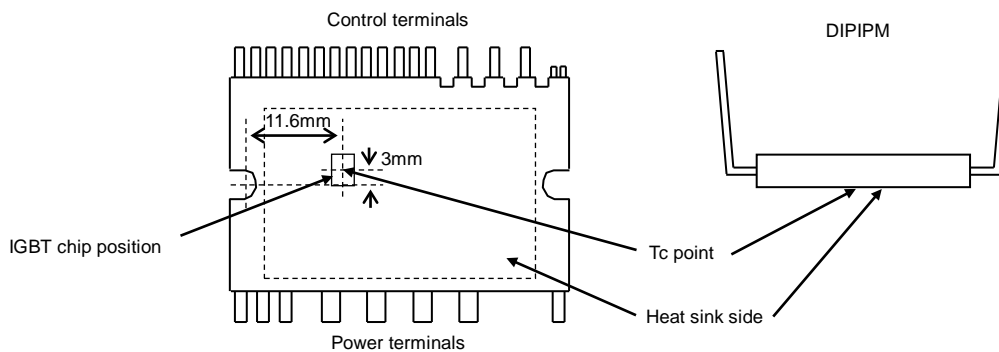 Control terminals
DIPIPM
11.6mm
3mm
IGBT chip position
Tc point
Heat sink side
Power terminals